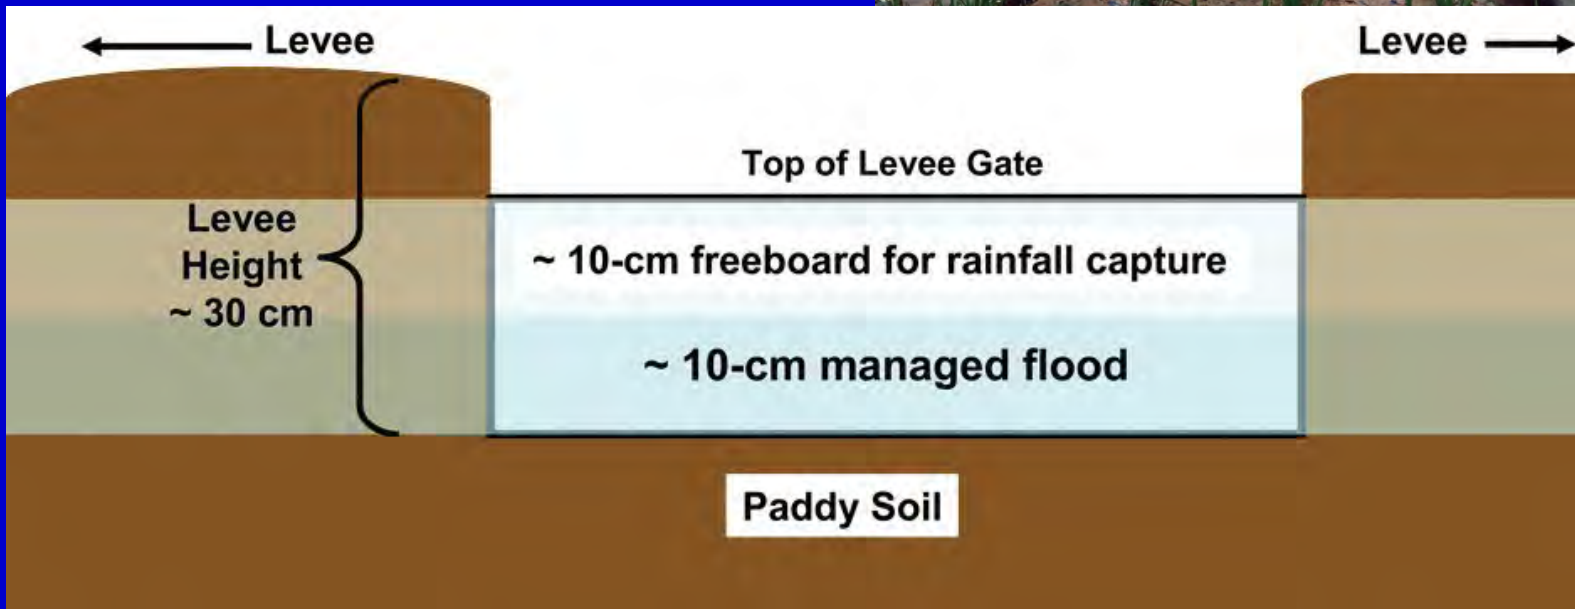 Levee
Levee
Top of Levee Gate
Levee
Height
~ 30 cm
~ 10-cm freeboard for rainfall capture
~ 10-cm managed flood
Paddy Soil